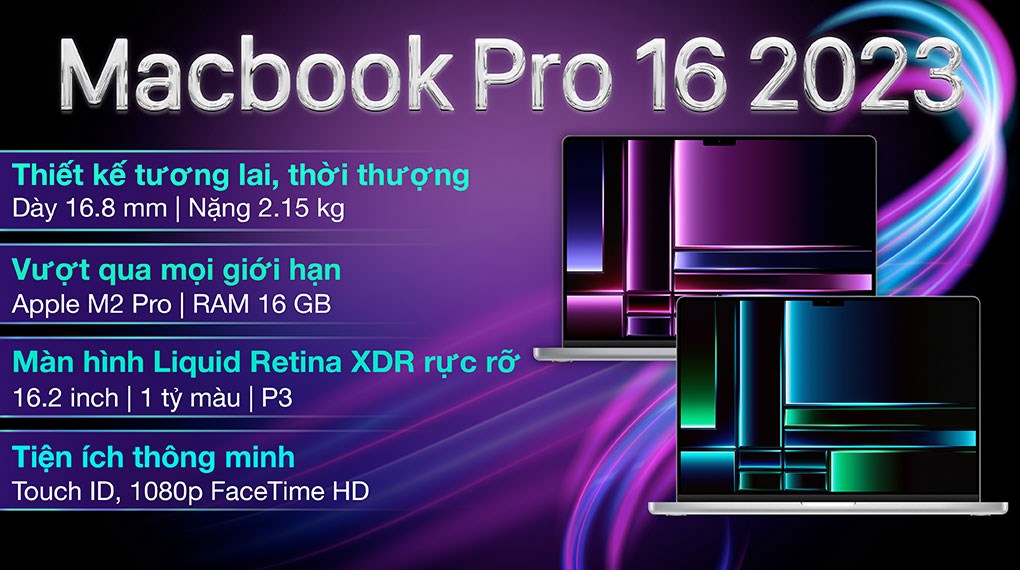 Macbook Pro 16 2023
Thiết kế tương lai, thời thượng
Dày 16.8 mm | Nặng 2.15 kg
Vượt qua mọi giới hạn
Apple M2 Pro | RAM 16 GB
Màn hình Liquid Retina XDR rực rỡ
16.2 inch | 1 tỷ màu | P3
Tiện ích thông minh
Touch ID, 1080p FaceTime HD